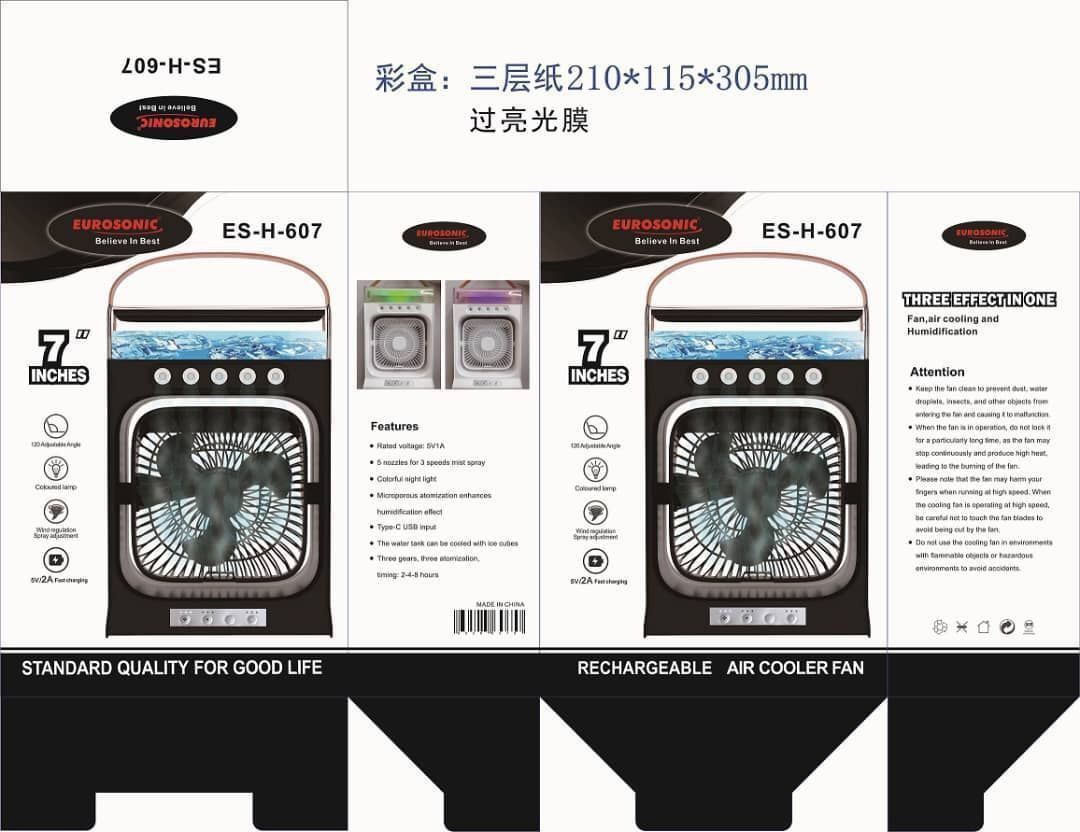 ES-H-607
EUROSONIC
Believe in Best
彩盒：三层纸210*115*305mm
过亮光膜
EUROSONIC
Believe In Best
ES-H-607
7"
INCHES
120 Adjustable Angle
Coloured lamp
Wind regulation
Spray adjustment
5V/2A Fast charging
STANDARD QUALITY FOR GOOD LIFE
EUROSONIC
Believe In Best
Features
Rated voltage: 5V1A
5 nozzles for 3 speeds mist spray
Colorful night light
Microporous atomization enhances
humidification effect
Type-C USB input
The water tank can be cooled with ice cubes
Three gears, three atomization,
timing: 2-4-8 hours
MADE IN CHINA
EUROSONIC
Believe In Best
ES-H-607
7"
INCHES
120 Adjustable Angle
Coloured lamp
Wind regulation
Spray adjustment
5V/2A Fast charging
RECHARGEABLE AIR COOLER FAN
EUROSONIC
Believe In Best
THREE EFFECT IN ONE
Fan,air cooling and
Humidification
Attention
Keep the fan clean to prevent dust, water
droplets, insects, and other objects from
entering the fan and causing it to malfunction.
When the fan is in operation, do not lock it
for a particularly long time, as the fan may
stop continuously and produce high heat,
leading to the burning of the fan.
Please note that the fan may harm your
fingers when running at high speed. When
the cooling fan is operating at high speed,
be careful not to touch the fan blades to
avoid being cut by the fan.
Do not use the cooling fan in environments
with flammable objects or hazardous
environments to avoid accidents.